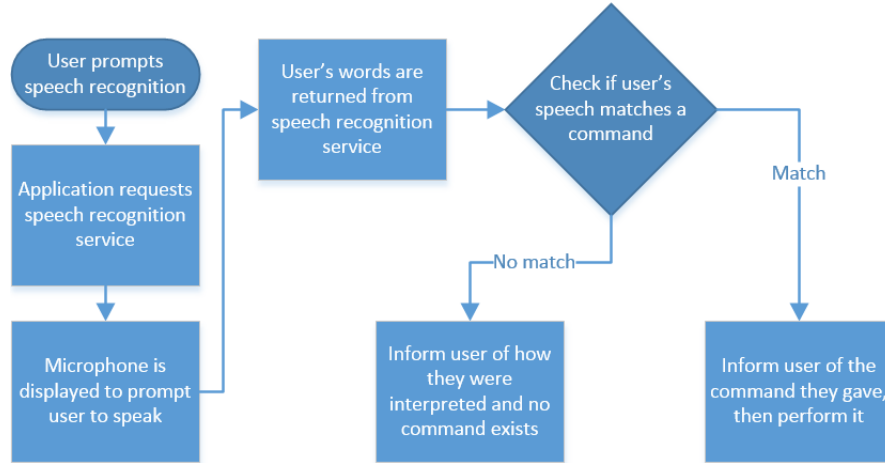 User prompts
speech recognition
Application requests
speech recognition
service
Microphone is
displayed to prompt
user to speak
User's words are
returned from
speech recognition
service
Check if user's
speech matches a
command
No match
Match
Inform user of how
they were
interpreted and no
command exists
Inform user of the
command they gave,
then perform it